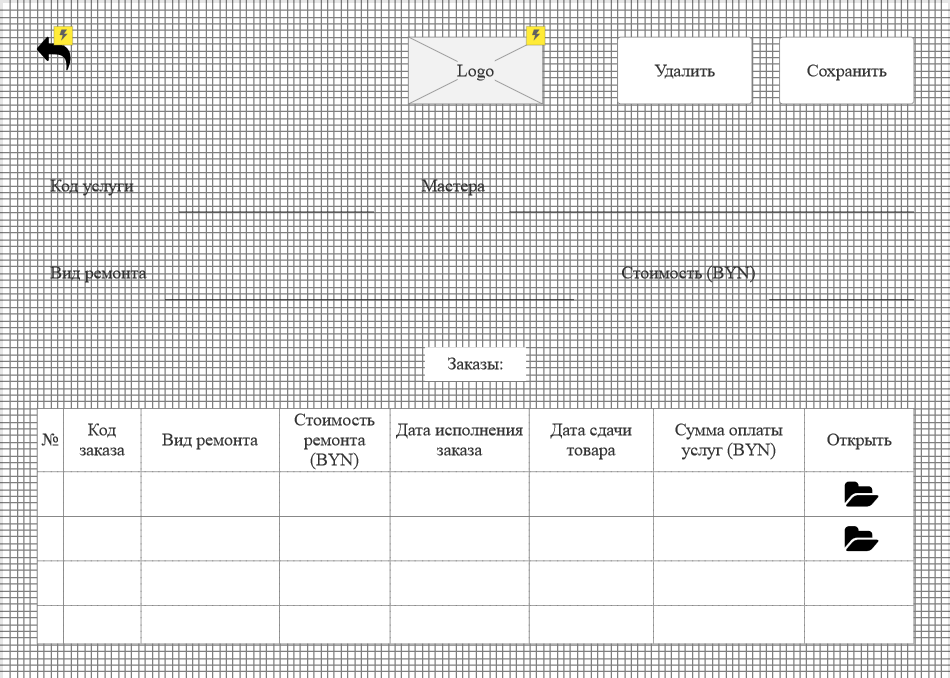 Logo
Удалить
Сохранить
Код услуги
Мастера
Вид ремонта
Стоимость (BYN)
Заказы:
№
Код
заказа
Вид ремонта
Стоимость
ремонта
(BYN)
Дата исполнения
заказа
Дата сдачи
товара
Сумма оплаты
услуг (BYN)
Открыть